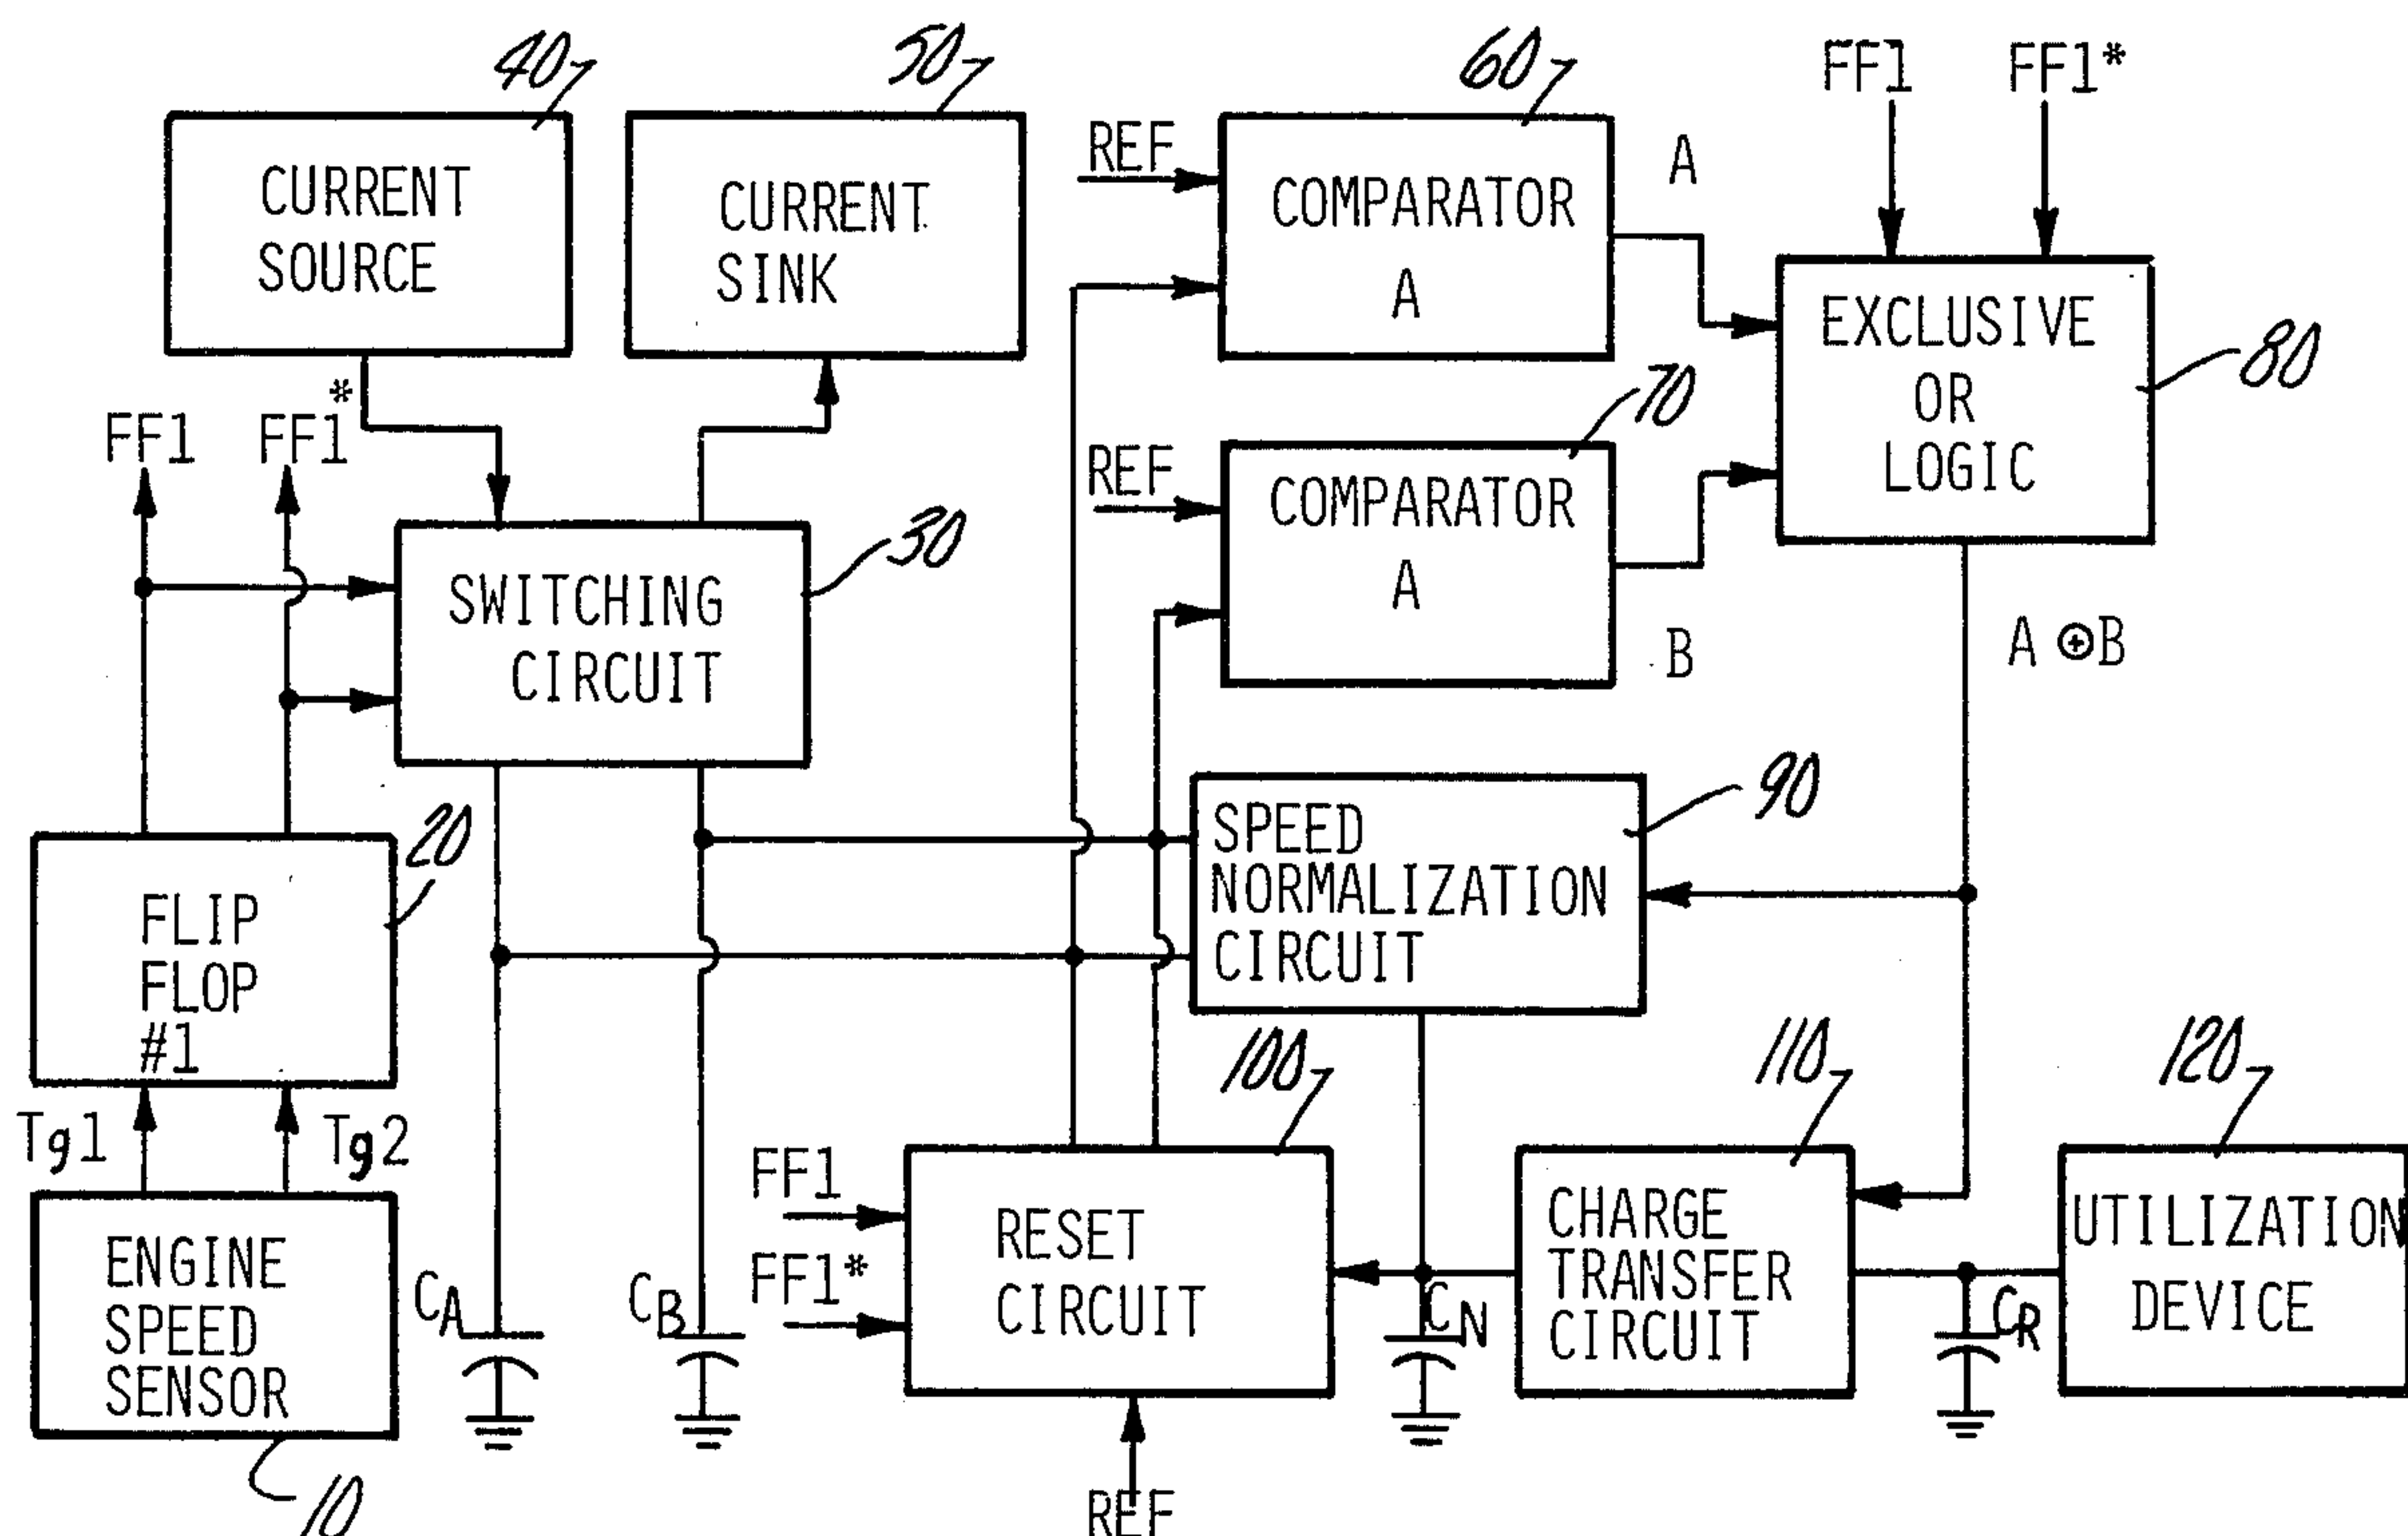 40
50
60
FF1
FF1*
CURRENT
SOURCE
CURRENT
SINK
REF
COMPARATOR
A
A
EXCLUSIVE
OR
LOGIC
80
FF1
FF1*
REF
COMPARATOR
A
70
B
A ⊕ B
30
SWITCHING
CIRCUIT
20
FLIP
FLOP
#1
SPEED
NORMALIZATION
CIRCUIT
90
Tg1
Tg2
100
110
120
ENGINE
SPEED
SENSOR
10
CA
CB
FF1
FF1*
RESET
CIRCUIT
REF
CN
CHARGE
TRANSFER
CIRCUIT
CR
UTILIZATION
DEVICE